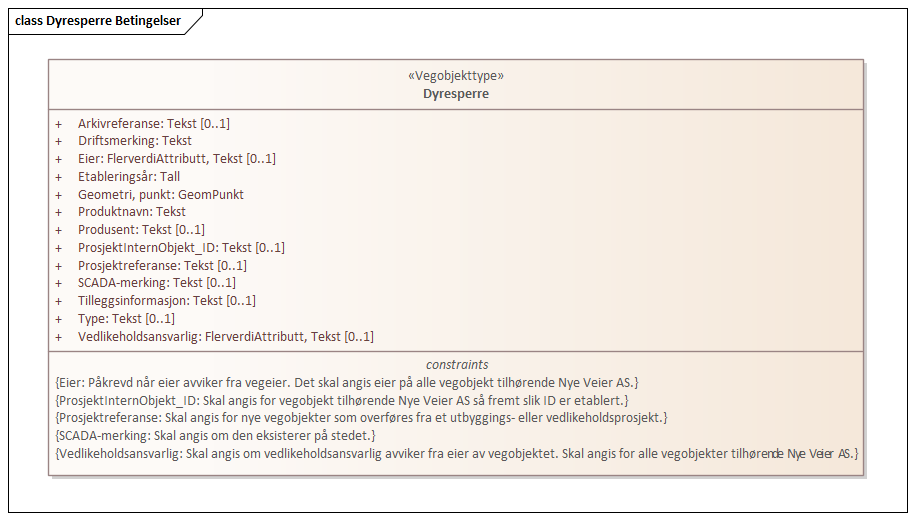 class Dyresperre Betingelser
«Vegobjekttype»
Dyresperre
+ Arkivreferanse: Tekst [0..1]
+ Driftsmerking: Tekst
+ Eier: FlerverdiAttributt, Tekst [0..1]
+ Etableringsår: Tall
+ Geometri, punkt: GeomPunkt
+ Produktnavn: Tekst
+ Produsent: Tekst [0..1]
+ ProsjektInternObjekt_ID: Tekst [0..1]
+ Prosjektreferanse: Tekst [0..1]
+ SCADA-merking: Tekst [0..1]
+ Tilleggsinformasjon: Tekst [0..1]
+ Type: Tekst [0..1]
+ Vedlikeholdsansvarlig: FlerverdiAttributt, Tekst [0..1]
constraints
{Eier: Påkrevd når eier avviker fra vegeier. Det skal angis eier på alle vegobjekt tilhørende Nye Veier AS.}
{ProsjektInternObjekt_ID: Skal angis for vegobjekt tilhørende Nye Veier AS så fremt slik ID er etablert.}
{Prosjektreferanse: Skal angis for nye vegobjekter som overføres fra et utbyggings- eller vedlikeholdsprosjekt.}
{SCADA-merking: Skal angis om den eksisterer på stedet.}
{Vedlikeholdsansvarlig: Skal angis om vedlikeholdsansvarlig avviker fra eier av vegobjektet. Skal angis for alle vegobjekter tilhørende Nye Veier AS.}